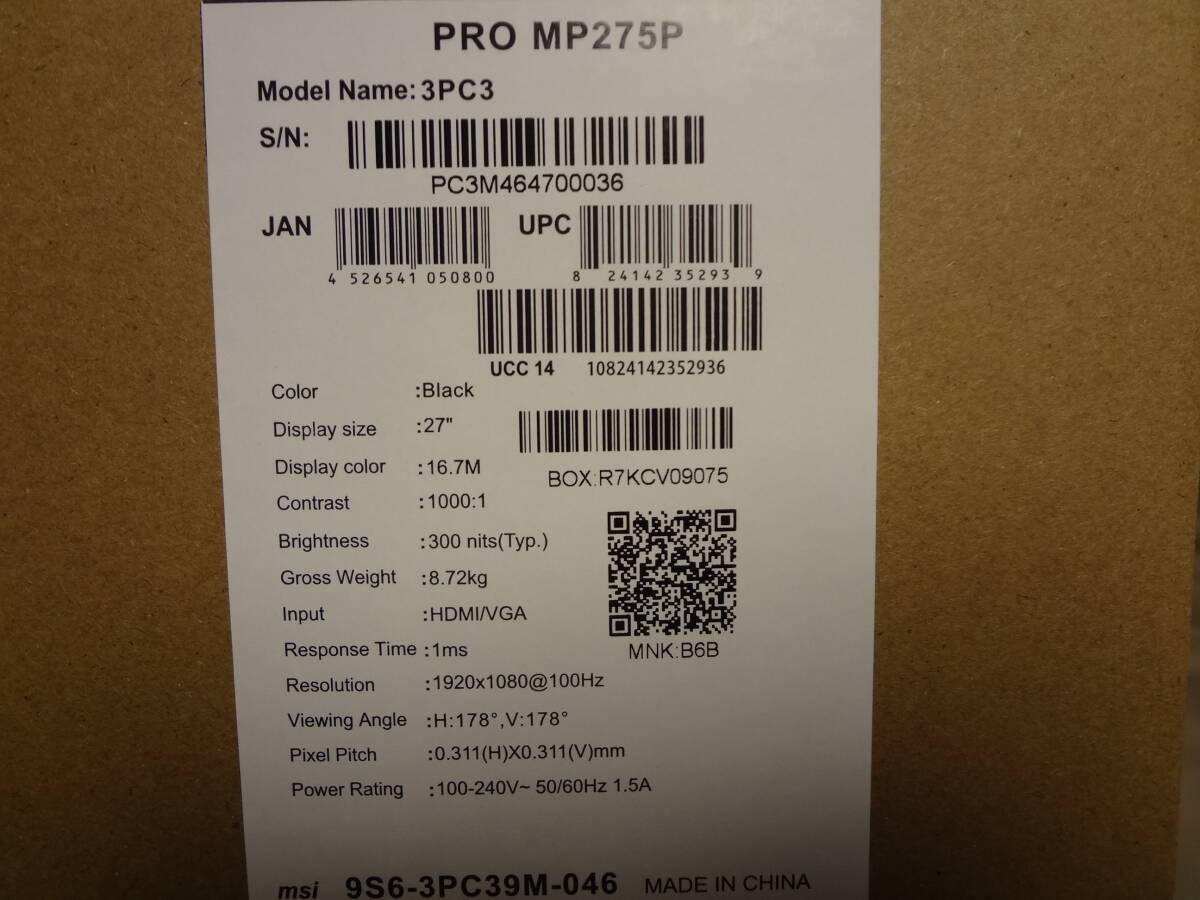 PRO MP275P
Model Name: 3PC3
S/N:
PC3M464700036
JAN
4 526541 050800
UPC
8 24142 35293 9
UCC 14 10824142352936
Color :Black
Display size :27"
BOX:R7KCV09075
Display color :16.7M
Contrast :1000:1
Brightness :300 nits(Typ.)
Gross Weight :8.72kg
Input :HDMI/VGA
Response Time :1ms
MNK:B6B
Resolution :1920x1080@100Hz
Viewing Angle :H:178°,V:178°
Pixel Pitch :0.311(H)X0.311(V)mm
Power Rating :100-240V~ 50/60Hz 1.5A
msi 9S6-3PC39M-046 MADE IN CHINA